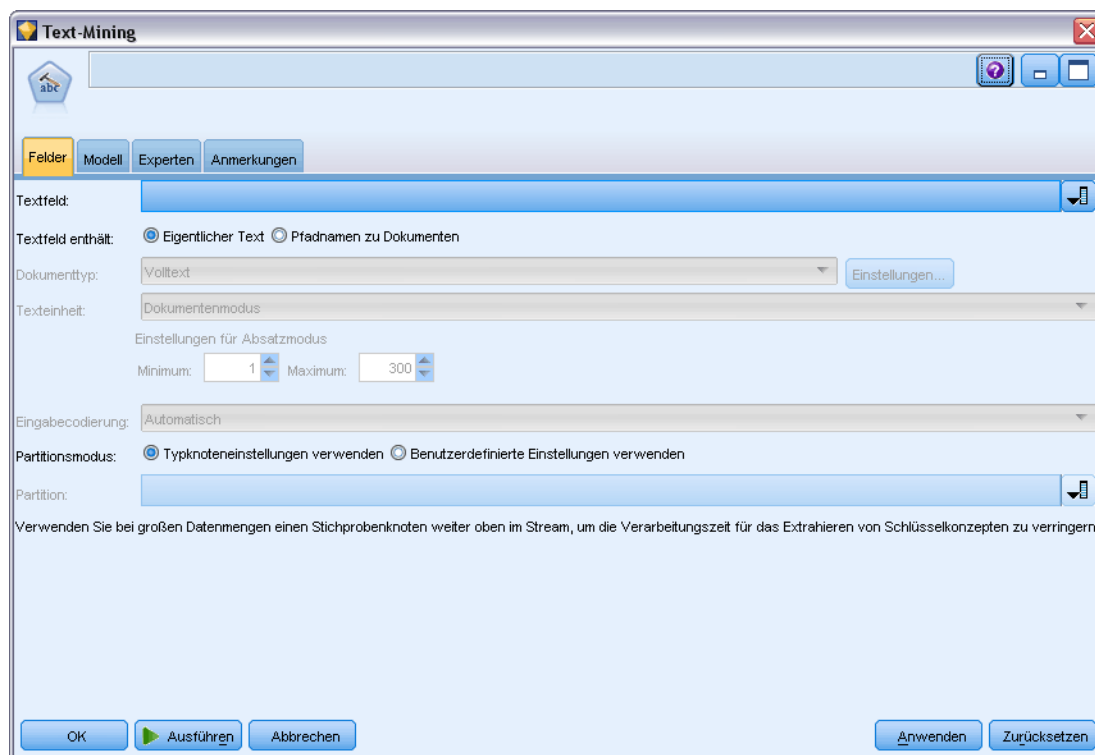 Text-Mining
abc
Felder Modell Experten Anmerkungen
Textfeld:
Textfeld enthält: Eigentlicher Text Pfadnamen zu Dokumenten
Dokumenttyp: Volltext Einstellungen...
Texteinheit: Dokumentenmodus
Einstellungen für Absatzmodus
Minimum: 1 Maximum: 300
Eingabecodierung: Automatisch
Partitionsmodus: Typknoteneinstellungen verwenden Benutzerdefinierte Einstellungen verwenden
Partition:
Verwenden Sie bei großen Datenmengen einen Stichprobenknoten weiter oben im Stream, um die Verarbeitungszeit für das Extrahieren von Schlüsselkonzepten zu verringern
OK Ausführen Abbrechen Anwenden Zurücksetzen